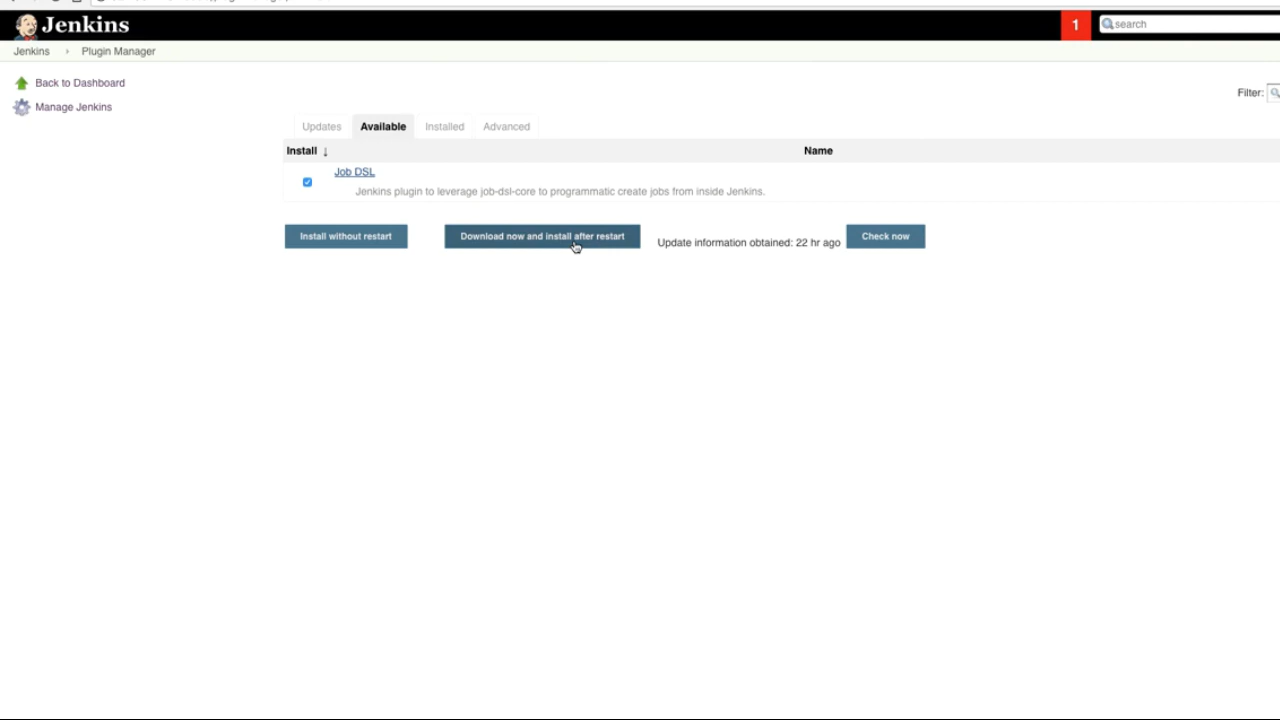 Jenkins
1
search
Jenkins › Plugin Manager
Back to Dashboard
Manage Jenkins
Filter:
Updates Available Installed Advanced
Install ↓ Name
Job DSL
Jenkins plugin to leverage job-dsl-core to programmatic create jobs from inside Jenkins.
Install without restart Download now and install after restart Update information obtained: 22 hr ago Check now